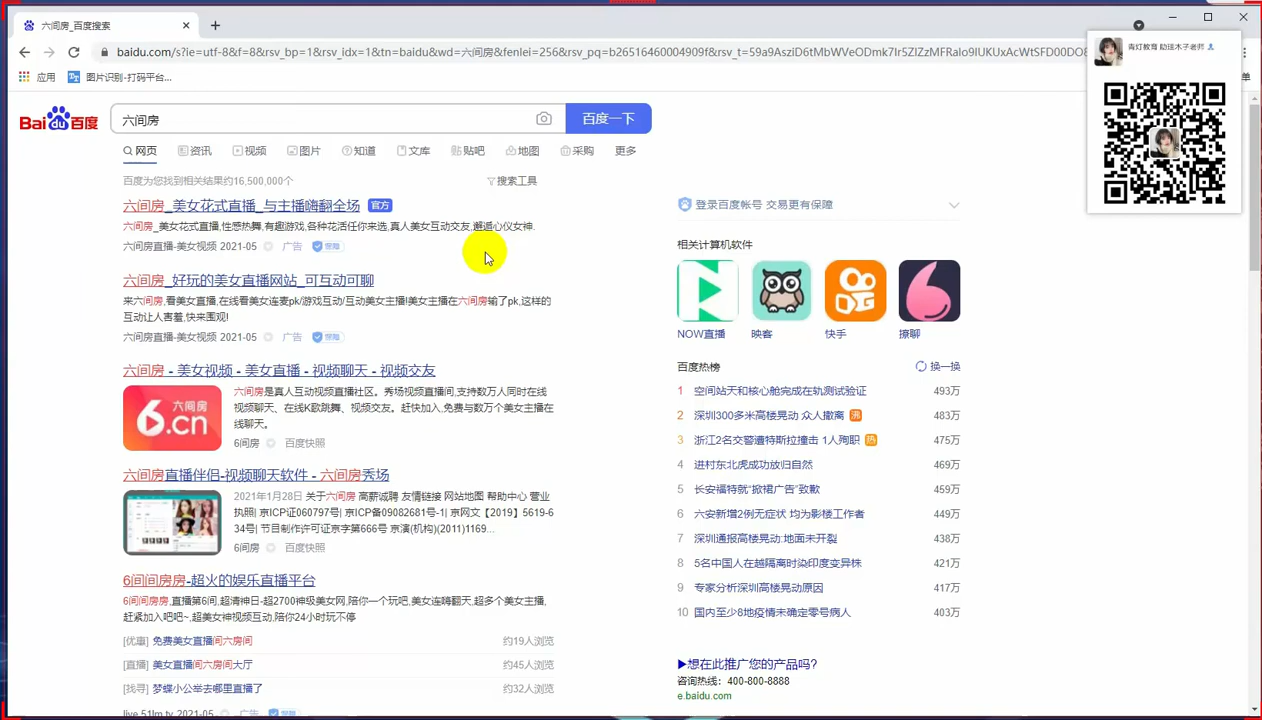 六间房_百度搜索
baidu.com/s?ie=utf-8&f=8&rsv_bp=1&rsv_idx=1&tn=baidu&wd=六间房&fenlei=256&rsv_pq=b26516460004909f&rsv_t=
应用
图片识别-打码平台...
青灯教育 助理木子老师
Bai du 百度
六间房
百度一下
网页 资讯 视频 图片 知道 文库 贴吧 地图 采购 更多
百度为您找到相关结果约16,500,000个
搜索工具
六间房_美女花式直播_与主播嗨翻全场 官方
六间房_美女花式直播,性感热舞,有趣游戏,各种花活任你来选,真人美女互动交友,邂逅心仪女神.
六间房直播-美女视频 2021-05 广告 保障
六间房_好玩的美女直播网站_可互动可聊
来六间房,看美女直播,在线看美女连麦pk/游戏互动/互动美女主播!美女主播在六间房输了pk,这样的
互动让人害羞,快来围观!
六间房直播-美女视频 2021-05 广告 保障
六间房 - 美女视频 - 美女直播 - 视频聊天 - 视频交友
六间房
6.cn
六间房是真人互动视频直播社区。秀场视频直播间,支持数万人同时在线
视频聊天、在线K歌跳舞、视频交友。赶快加入,免费与数万个美女主播在
线聊天。
6间房 百度快照
六间房直播伴侣-视频聊天软件 - 六间房秀场
2021年1月28日 关于六间房 高薪诚聘 友情链接 网站地图 帮助中心 营业
执照| 京ICP证060797号| 京ICP备09082681号-1| 京网文【2019】5619-6
34号| 节目制作许可证京字第666号 京演(机构)(2011)1169...
6间房 百度快照
6间间房房-超火的娱乐直播平台
6间间房房,直播第6间,超清神日-超2700神级美女网,陪你一个玩吧,美女连嗨翻天,超多个美女主播,
赶紧加入吧吧~,超美女神视频互动,陪你24小时玩不停
[优惠] 免费美女直播间六房间 约19人浏览
[直播] 美女直播间六房间大厅 约45人浏览
[找寻] 梦蝶小公举去哪里直播了 约32人浏览
live.51lm.tv 2021-05 广告 保障
登录百度帐号 交易更有保障
相关计算机软件
NOW直播 映客 快手 撩聊
百度热榜 换一换
1 空间站天和核心舱完成在轨测试验证 493万
2 深圳300多米高楼晃动 众人撤离 沸 483万
3 浙江2名交警遭特斯拉撞击 1人殉职 热 475万
4 进村东北虎成功放归自然 469万
5 长安福特就“掀裙广告”致歉 459万
6 六安新增2例无症状 均为影楼工作者 449万
7 深圳通报高楼晃动:地面未开裂 438万
8 5名中国人在越隔离时染印度变异株 421万
9 专家分析深圳高楼晃动原因 417万
10 国内至少8地疫情未确定零号病人 403万
▶想在此推广您的产品吗?
咨询热线：400-800-8888
e.baidu.com